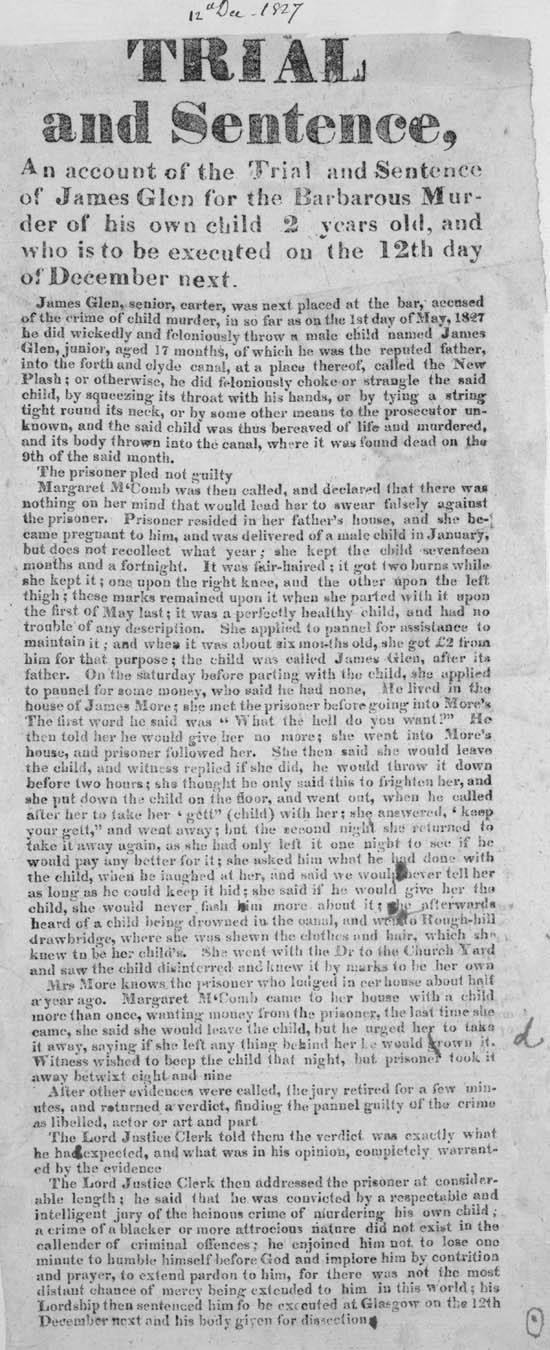 12th Dec. 1827
TRIAL
and Sentence,
An account of the Trial and Sentence
of James Glen for the Barbarous Mur-
der of his own child 2 years old, and
who is to be executed on the 12th day
of December next.
James Glen, senior, carter, was next placed at the bar, accused
of the crime of child murder, in so far as on the 1st day of May, 1827
he did wickedly and feloniously throw a male child named James
Glen, junior, aged 17 months, of which he was the reputed father,
into the forth and clyde canal, at a place thereof, called the New
Plash; or otherwise, he did feloniously choke or strangle the said
child, by squeezing its throat with his hands, or by tying a string
tight round its neck, or by some other means to the prosecutor un-
known, and the said child was thus bereaved of life and murdered,
and its body thrown into the canal, where it was found dead on the
9th of the said month.
The prisoner pled not guilty
Margaret M'Comb was then called, and declared that there was
nothing on her mind that would lead her to swear falsely against
the prisoner. Prisoner resided in her father's house, and she be-
came pregnant to him, and was delivered of a male child in January,
but does not recollect what year; she kept the child seventeen
months and a fortnight. It was fair-haired; it got two burns while
she kept it; one upon the right knee, and the other upon the left
thigh; these marks remained upon it when she parted with it upon
the first of May last; it was a perfectly healthy child, and had no
trouble of any description. She applied to pannel for assistance to
maintain it; and when it was about six months old, she got £2 from
him for that purpose; the child was called James Glen, after its
father. On the saturday before parting with the child, she applied
to pannel for some money, who said he had none. He lived in the
house of James More; she met the prisoner before going into More's
The first word he said was "What the hell do you want?" He
then told her he would give her no more; she went into More's
house, and prisoner followed her. She then said she would leave
the child, and witness replied if she did, he would throw it down
before two hours; she thought he only said this to frighten her, and
she put down the child on the floor, and went out, when he called
after her to take her 'gett" (child) with her; she answered, 'keep
your gett," and went away; but the second night she returned to
take it away again, as she had only left it one night to see if he
would pay any better for it; she asked him what he had done with
the child, when he laughed at her, and said we would never tell her
as long as he could keep it hid; she said if he would give her the
child, she would never fash him more about it; she afterwards
heard of a child being drowned in the canal, and went to Rough-hill
drawbridge, where she was shewn the clothes and hair, which she
knew to be her child's. She went with the Dr to the Church Yard
and saw the child disinterred and knew it by marks to be her own
Mrs More knows the prisoner who lodged in eer house about half
a year ago. Margaret M'Comb came to her house with a child
more than once, wanting money from the prisoner, the last time she
came, she said she would leave the child, but he urged her to take
it away, saying if she left any thing behind her he would drown it. d
Witness wished to beep the child that night, but prisoner took it
away betwixt eight and nine
After other evidences were called, the jury retired for a few min-
utes, and returned a verdict, finding the pannel guilty of the crime
as libelled, actor or art and part
The Lord Justice Clerk told them the verdict was exactly what
he had expected, and what was in his opinion, completely warrant-
ed by the evidence
The Lord Justice Clerk then addressed the prisoner at consider-
able length; he said that he was convicted by a respectable and
intelligent jury of the heinous crime of murdering his own child;
a crime of a blacker or more attrocious nature did not exist in the
callender of criminal offences; he enjoined him not to lose one
minute to humble himself before God and implore him by contrition
and prayer, to extend pardon to him, for there was not the most
distant chance of mercy being extended to him in this world; his
Lordship then sentenced him fo be executed at Glasgow on the 12th
December next and his body given for dissection